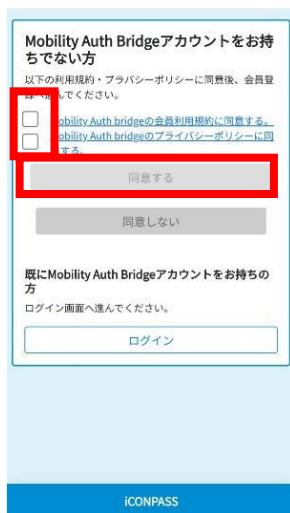 Mobility Auth Bridgeアカウントをお持
ちでない方
以下の利用規約・プラバシーポリシーに同意後、会員登
へ進んでください。
obility Auth bridgeの会員利用規約に同意する。
obility Auth bridgeのプライバシーポリシーに同
する。
同意する
同意しない
既にMobility Auth Bridgeアカウントをお持ちの
方
ログイン画面へ進んでください。
ログイン
iCONPASS